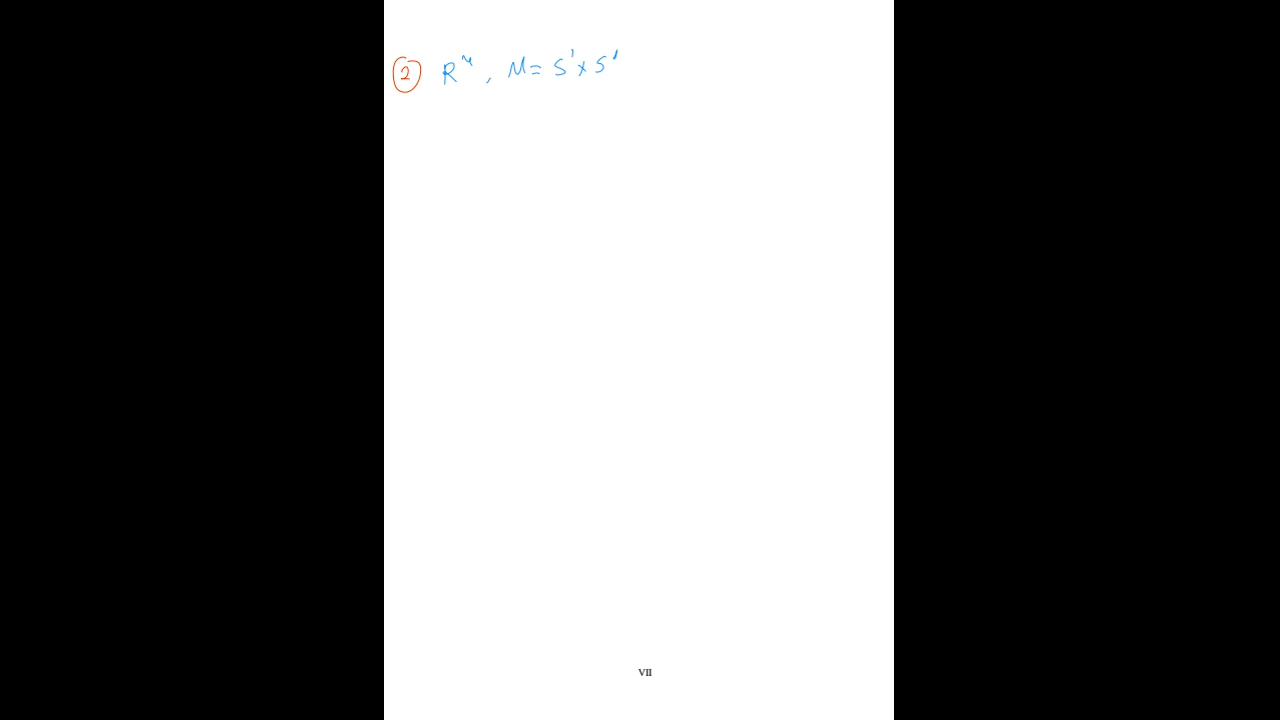 ② R⁴, M = S¹ × S¹
VII